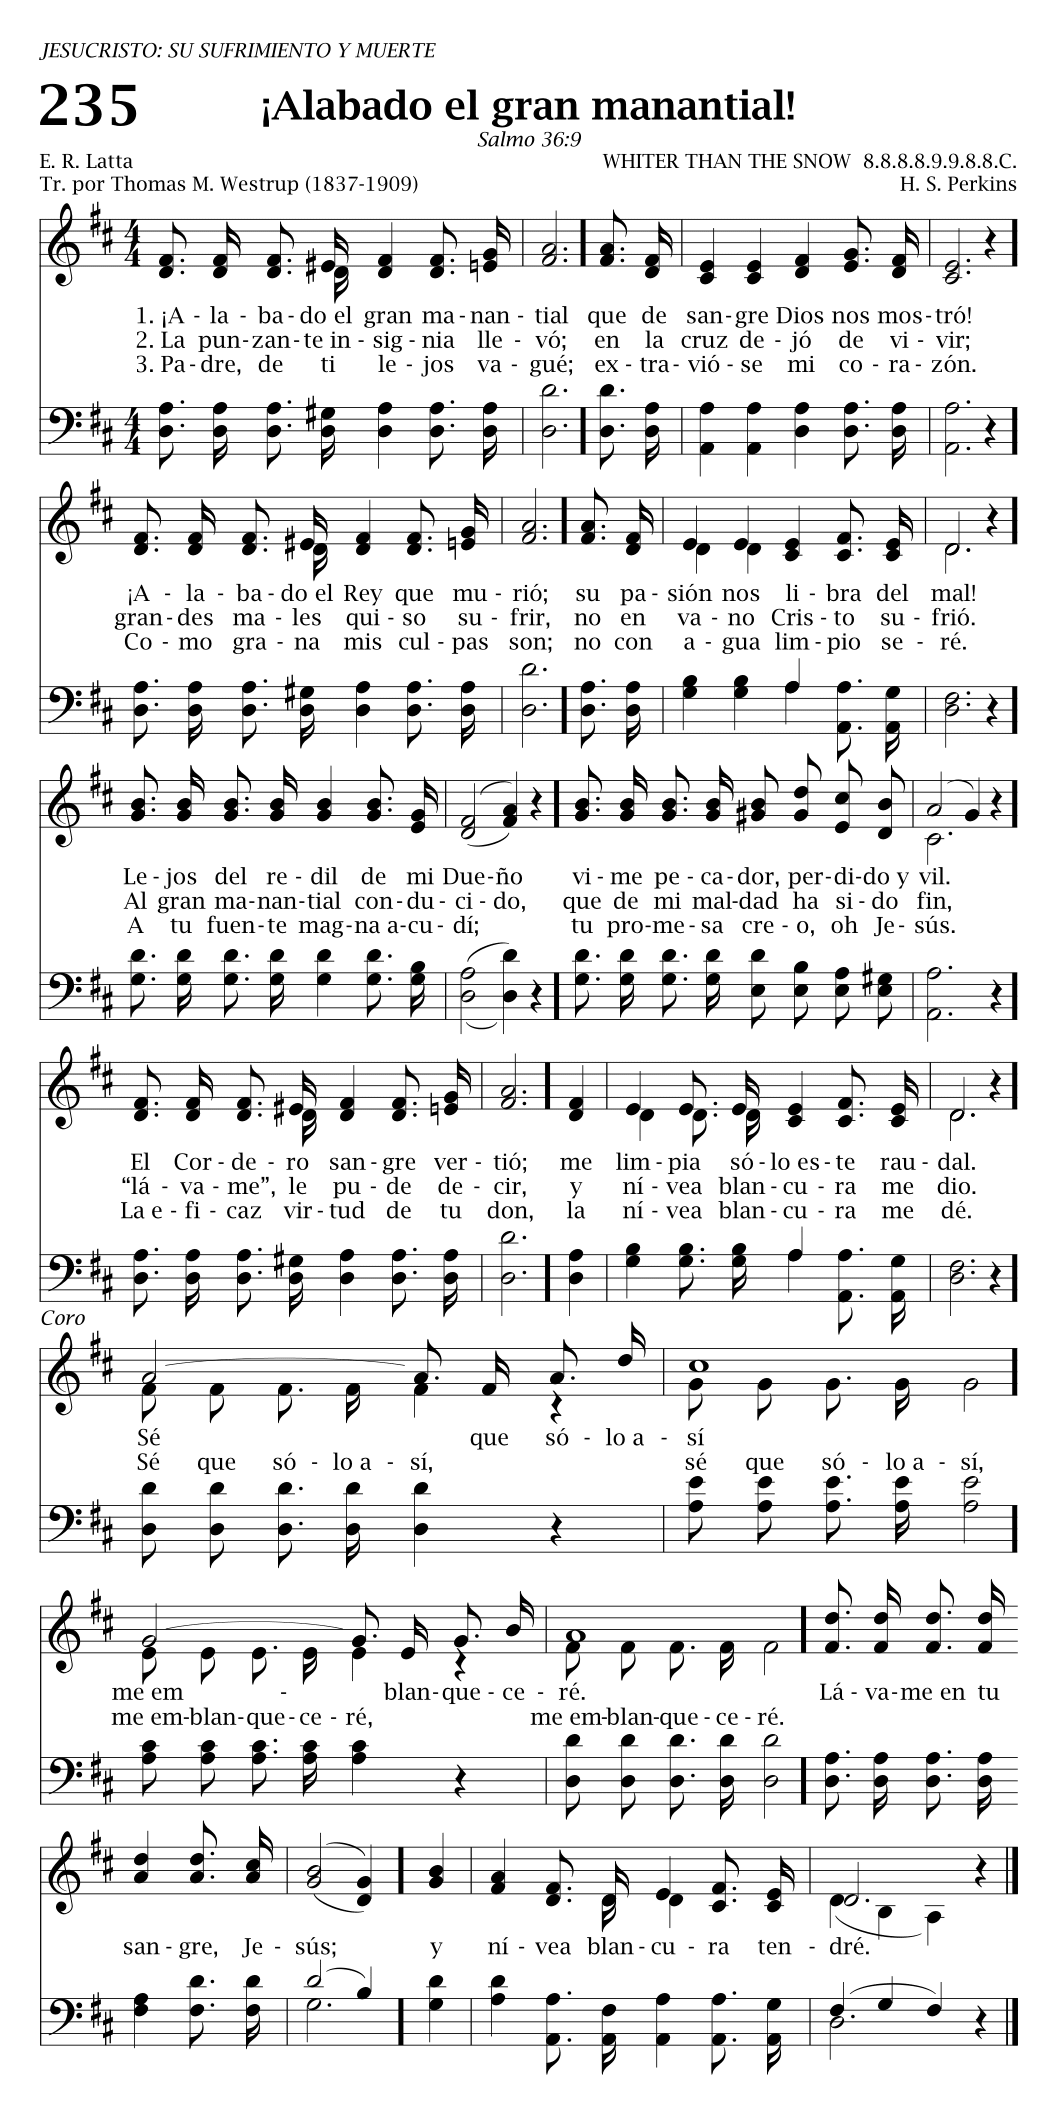 JESUCRISTO: SU SUFRIMIENTO Y MUERTE
235 ¡Alabado el gran manantial!
Salmo 36:9
E. R. Latta WHITER THAN THE SNOW 8.8.8.8.9.9.8.8.C.
Tr. por Thomas M. Westrup (1837-1909) H. S. Perkins
1. ¡A - la - ba - do el gran ma - nan - tial que de san - gre Dios nos mos - tró!
2. La pun - zan - te in - sig - nia lle - vó; en la cruz de - jó de vi - vir;
3. Pa - dre, de ti le - jos va - gué; ex - tra - vió - se mi co - ra - zón.
¡A - la - ba - do el Rey que mu - rió; su pa - sión nos li - bra del mal!
gran - des ma - les qui - so su - frir, no en va - no Cris - to su - frió.
Co - mo gra - na mis cul - pas son; no con a - gua lim - pio se - ré.
Le - jos del re - dil de mi Due - ño vi - me pe - ca - dor, per - di - do y vil.
Al gran ma - nan - tial con - du - ci - do, que de mi mal - dad ha si - do fin,
A tu fuen - te mag - na a - cu - dí; tu pro - me - sa cre - o, oh Je - sús.
El Cor - de - ro san - gre ver - tió; me lim - pia só - lo es - te rau - dal.
“lá - va - me”, le pu - de de - cir, y ní - vea blan - cu - ra me dio.
La e - fi - caz vir - tud de tu don, la ní - vea blan - cu - ra me dé.
Coro
Sé que só - lo a - sí
Sé que só - lo a - sí, sé que só - lo a - sí,
me em - blan - que - ce - ré. Lá - va - me en tu
me em - blan - que - ce - ré, me em - blan - que - ce - ré.
san - gre, Je - sús; y ní - vea blan - cu - ra ten - dré.